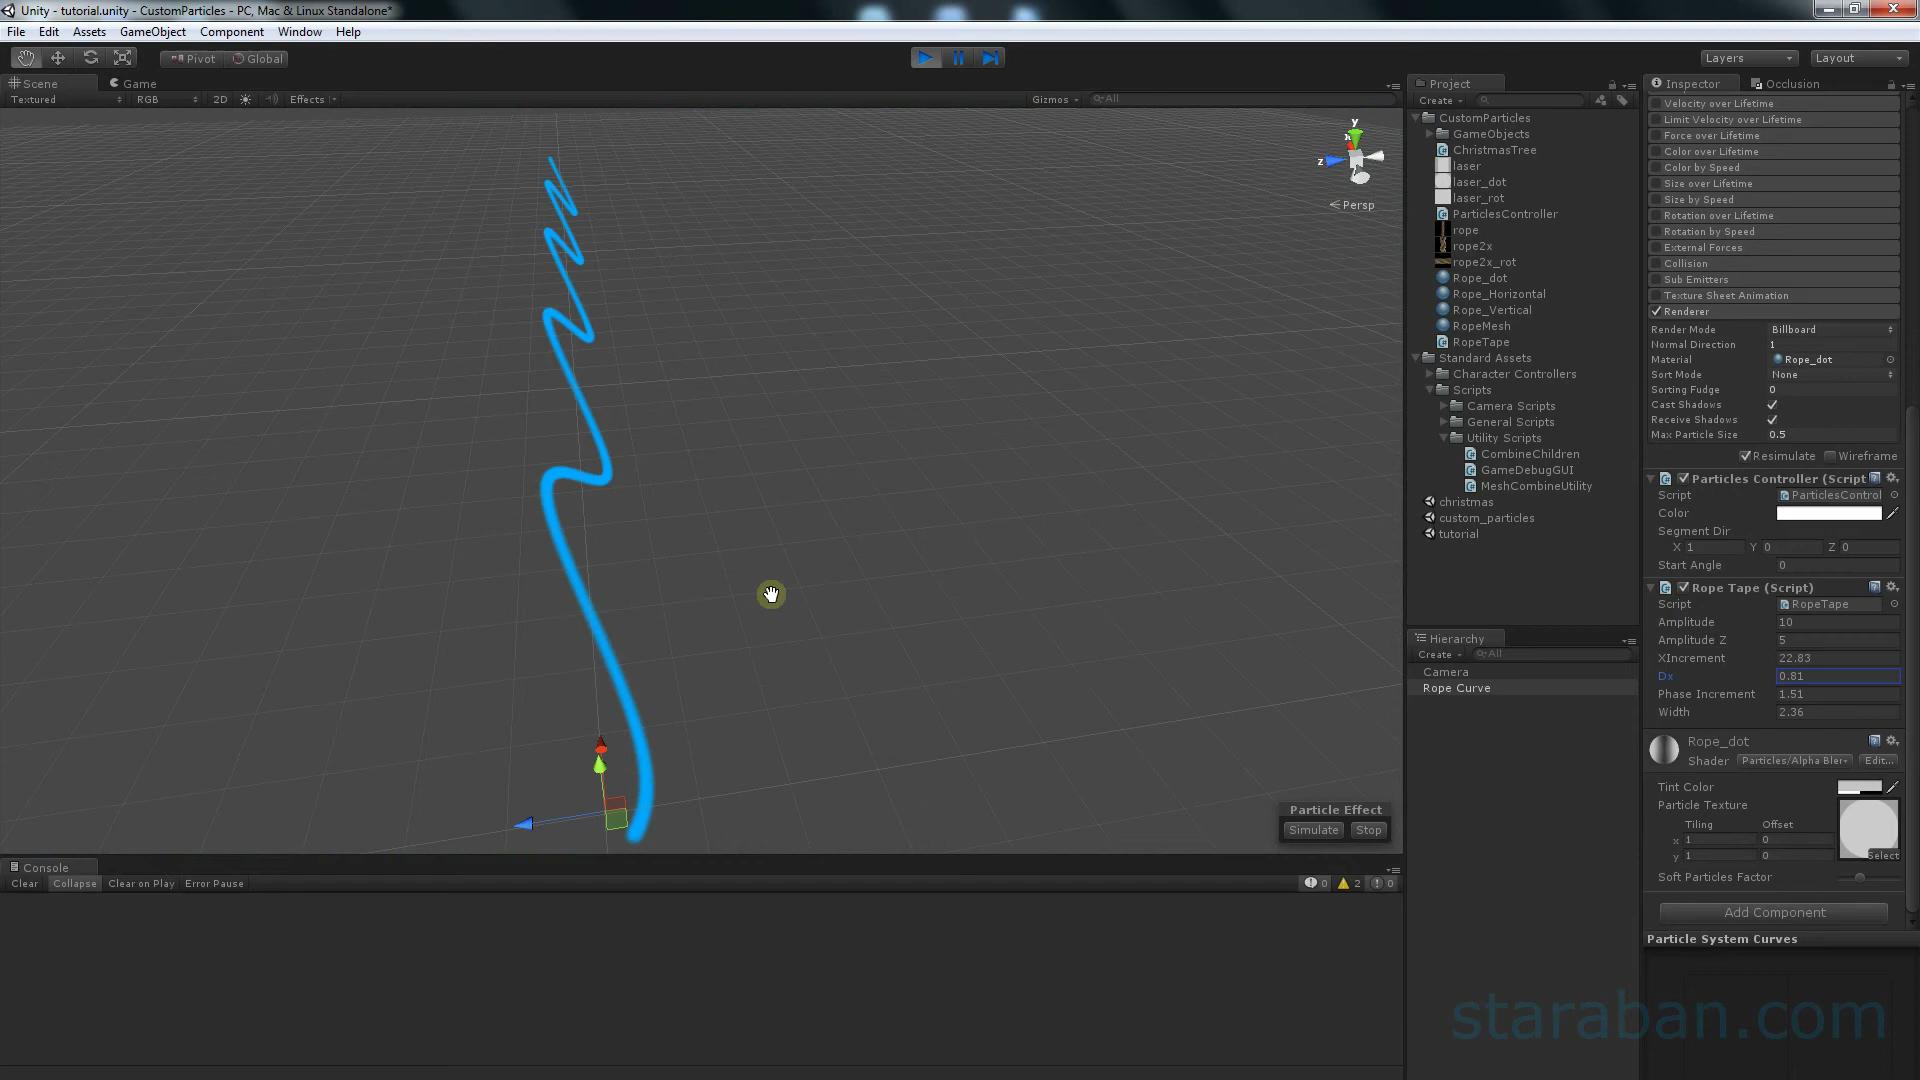 Unity - tutorial.unity - CustomParticles - PC, Mac & Linux Standalone*
File Edit Assets GameObject Component Window Help
Pivot Global Layers Layout
Scene Game
Textured RGB 2D Effects Gizmos All
y
x
z
Persp
Particle Effect
Simulate Stop
Console
Clear Collapse Clear on Play Error Pause 0 2 0
Project
Create
CustomParticles
GameObjects
ChristmasTree
laser
laser_dot
laser_rot
ParticlesController
rope
rope2x
rope2x_rot
Rope_dot
Rope_Horizontal
Rope_Vertical
RopeMesh
RopeTape
Standard Assets
Character Controllers
Scripts
Camera Scripts
General Scripts
Utility Scripts
CombineChildren
GameDebugGUI
MeshCombineUtility
christmas
custom_particles
tutorial
Hierarchy
Create All
Camera
Rope Curve
Inspector Occlusion
Velocity over Lifetime
Limit Velocity over Lifetime
Force over Lifetime
Color over Lifetime
Color by Speed
Size over Lifetime
Size by Speed
Rotation over Lifetime
Rotation by Speed
External Forces
Collision
Sub Emitters
Texture Sheet Animation
Renderer
Render Mode Billboard
Normal Direction 1
Material Rope_dot
Sort Mode None
Sorting Fudge 0
Cast Shadows
Receive Shadows
Max Particle Size 0.5
Resimulate Wireframe
Particles Controller (Script
Script ParticlesControl
Color
Segment Dir
X 1 Y 0 Z 0
Start Angle 0
Rope Tape (Script)
Script RopeTape
Amplitude 10
Amplitude Z 5
XIncrement 22.83
Dx 0.81
Phase Increment 1.51
Width 2.36
Rope_dot
Shader Particles/Alpha Bler Edit...
Tint Color
Particle Texture
Tiling Offset
x 1 0
y 1 0
Select
Soft Particles Factor
Add Component
Particle System Curves
staraban.com